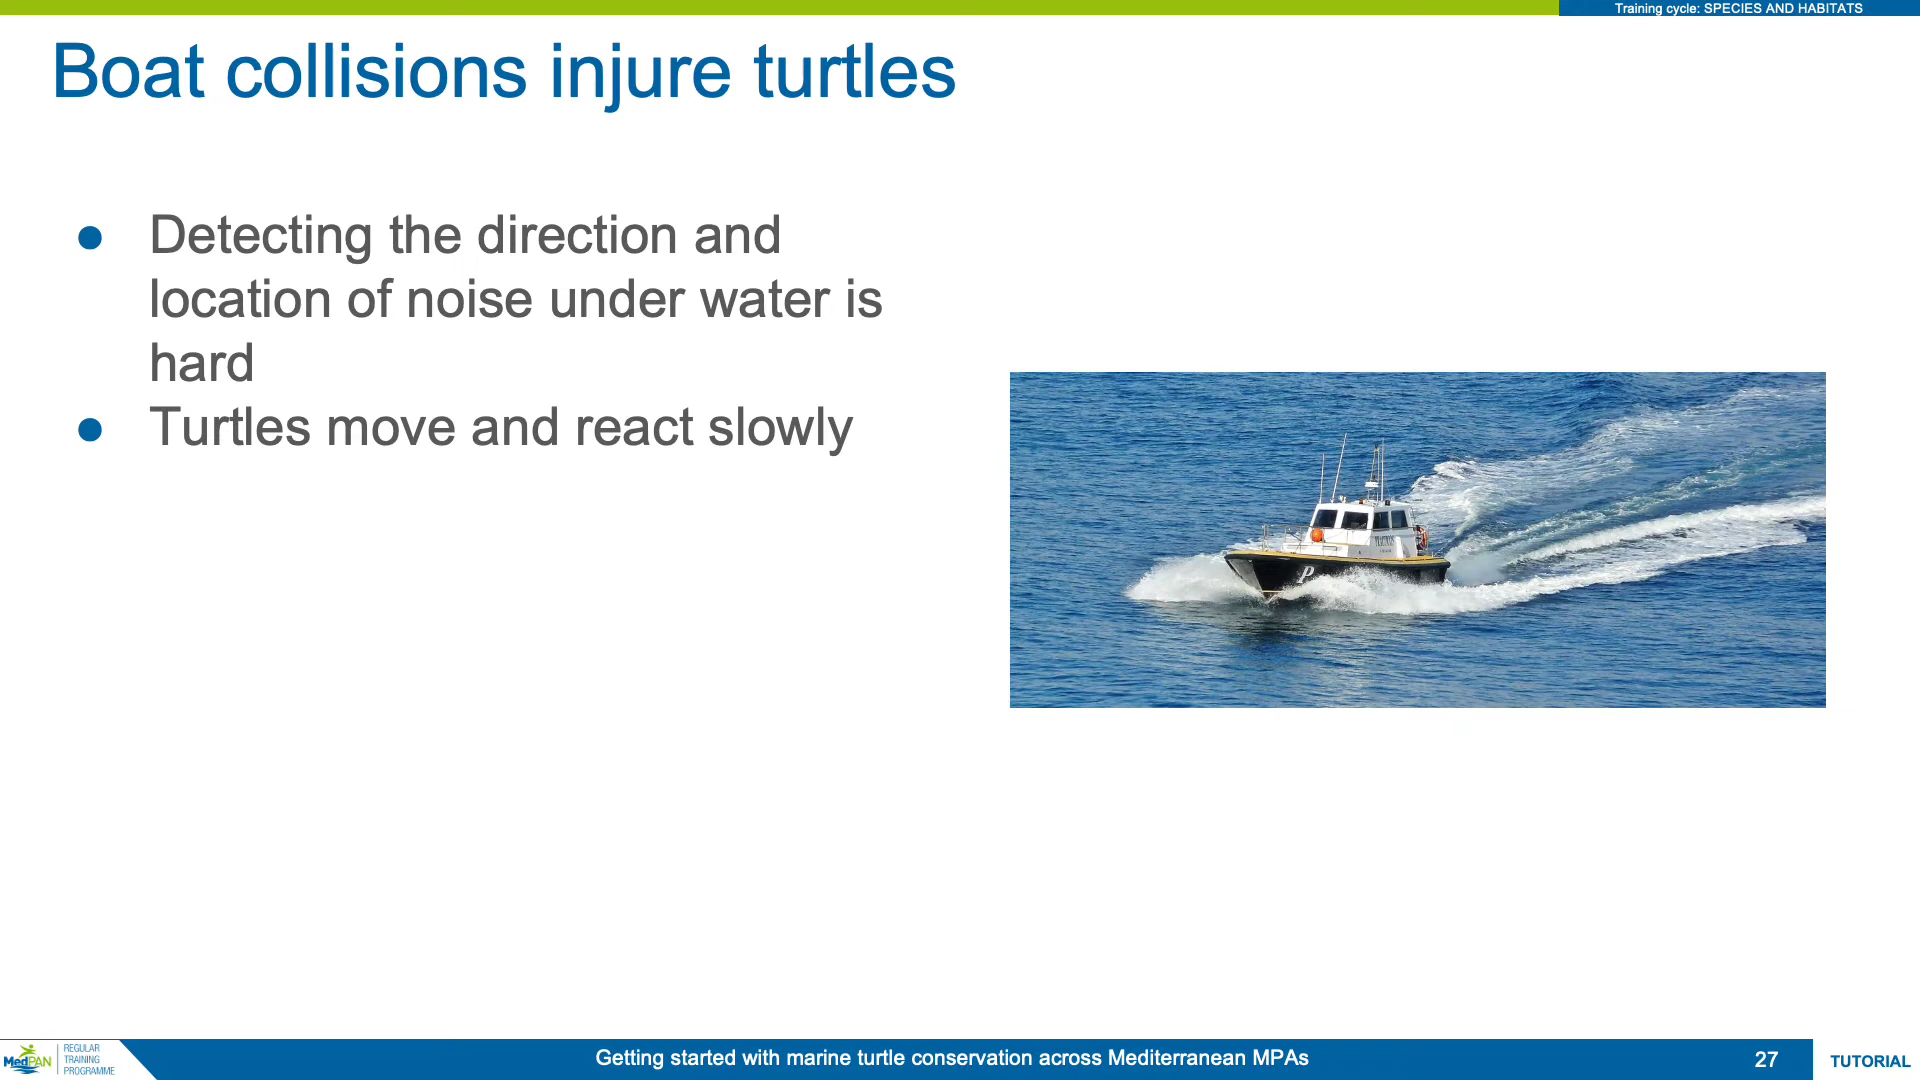 Training cycle: SPECIES AND HABITATS
Boat collisions injure turtles
● Detecting the direction and
location of noise under water is
hard
● Turtles move and react slowly
P
MedPAN
REGULAR
TRAINING
PROGRAMME
Getting started with marine turtle conservation across Mediterranean MPAs
27
TUTORIAL